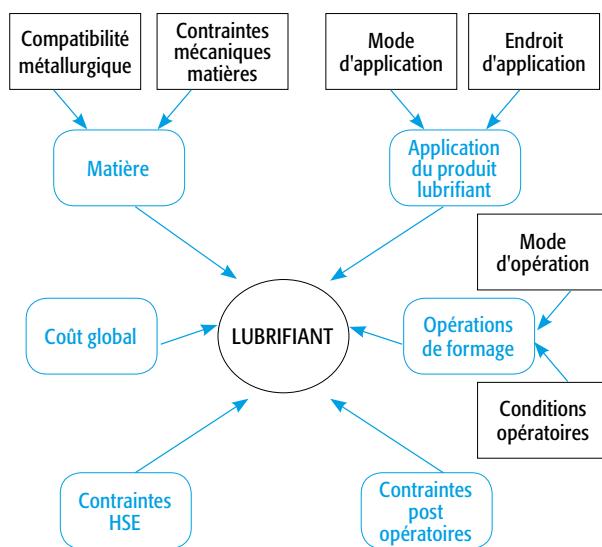 Compatibilité
métallurgique
Contraintes
mécaniques
matières
Mode
d'application
Endroit
d'application
Matière
Application
du produit
lubrifiant
Mode
d'opération
Coût global
LUBRIFIANT
Opérations
de formage
Conditions
opératoires
Contraintes
HSE
Contraintes
post
opératoires